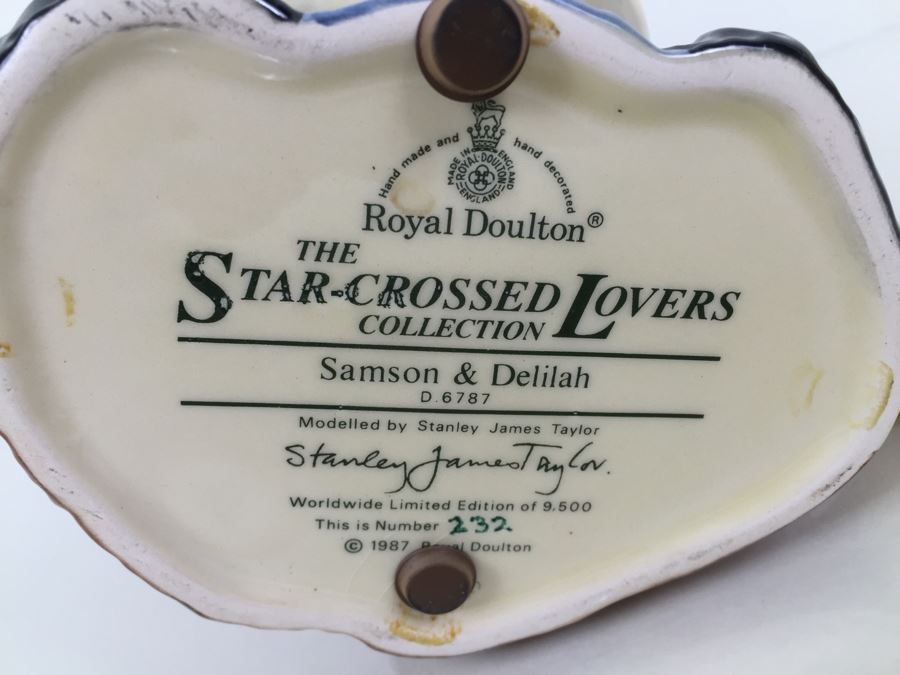 Hand made and hand decorated
MADE IN ENGLAND
ROYAL·DOULTON
ENGLAND
Royal Doulton®
THE
STAR-CROSSED LOVERS
COLLECTION
Samson & Delilah
D.6787
Modelled by Stanley James Taylor
Stanley James Taylor.
Worldwide Limited Edition of 9,500
This is Number 232
© 1987 Royal Doulton